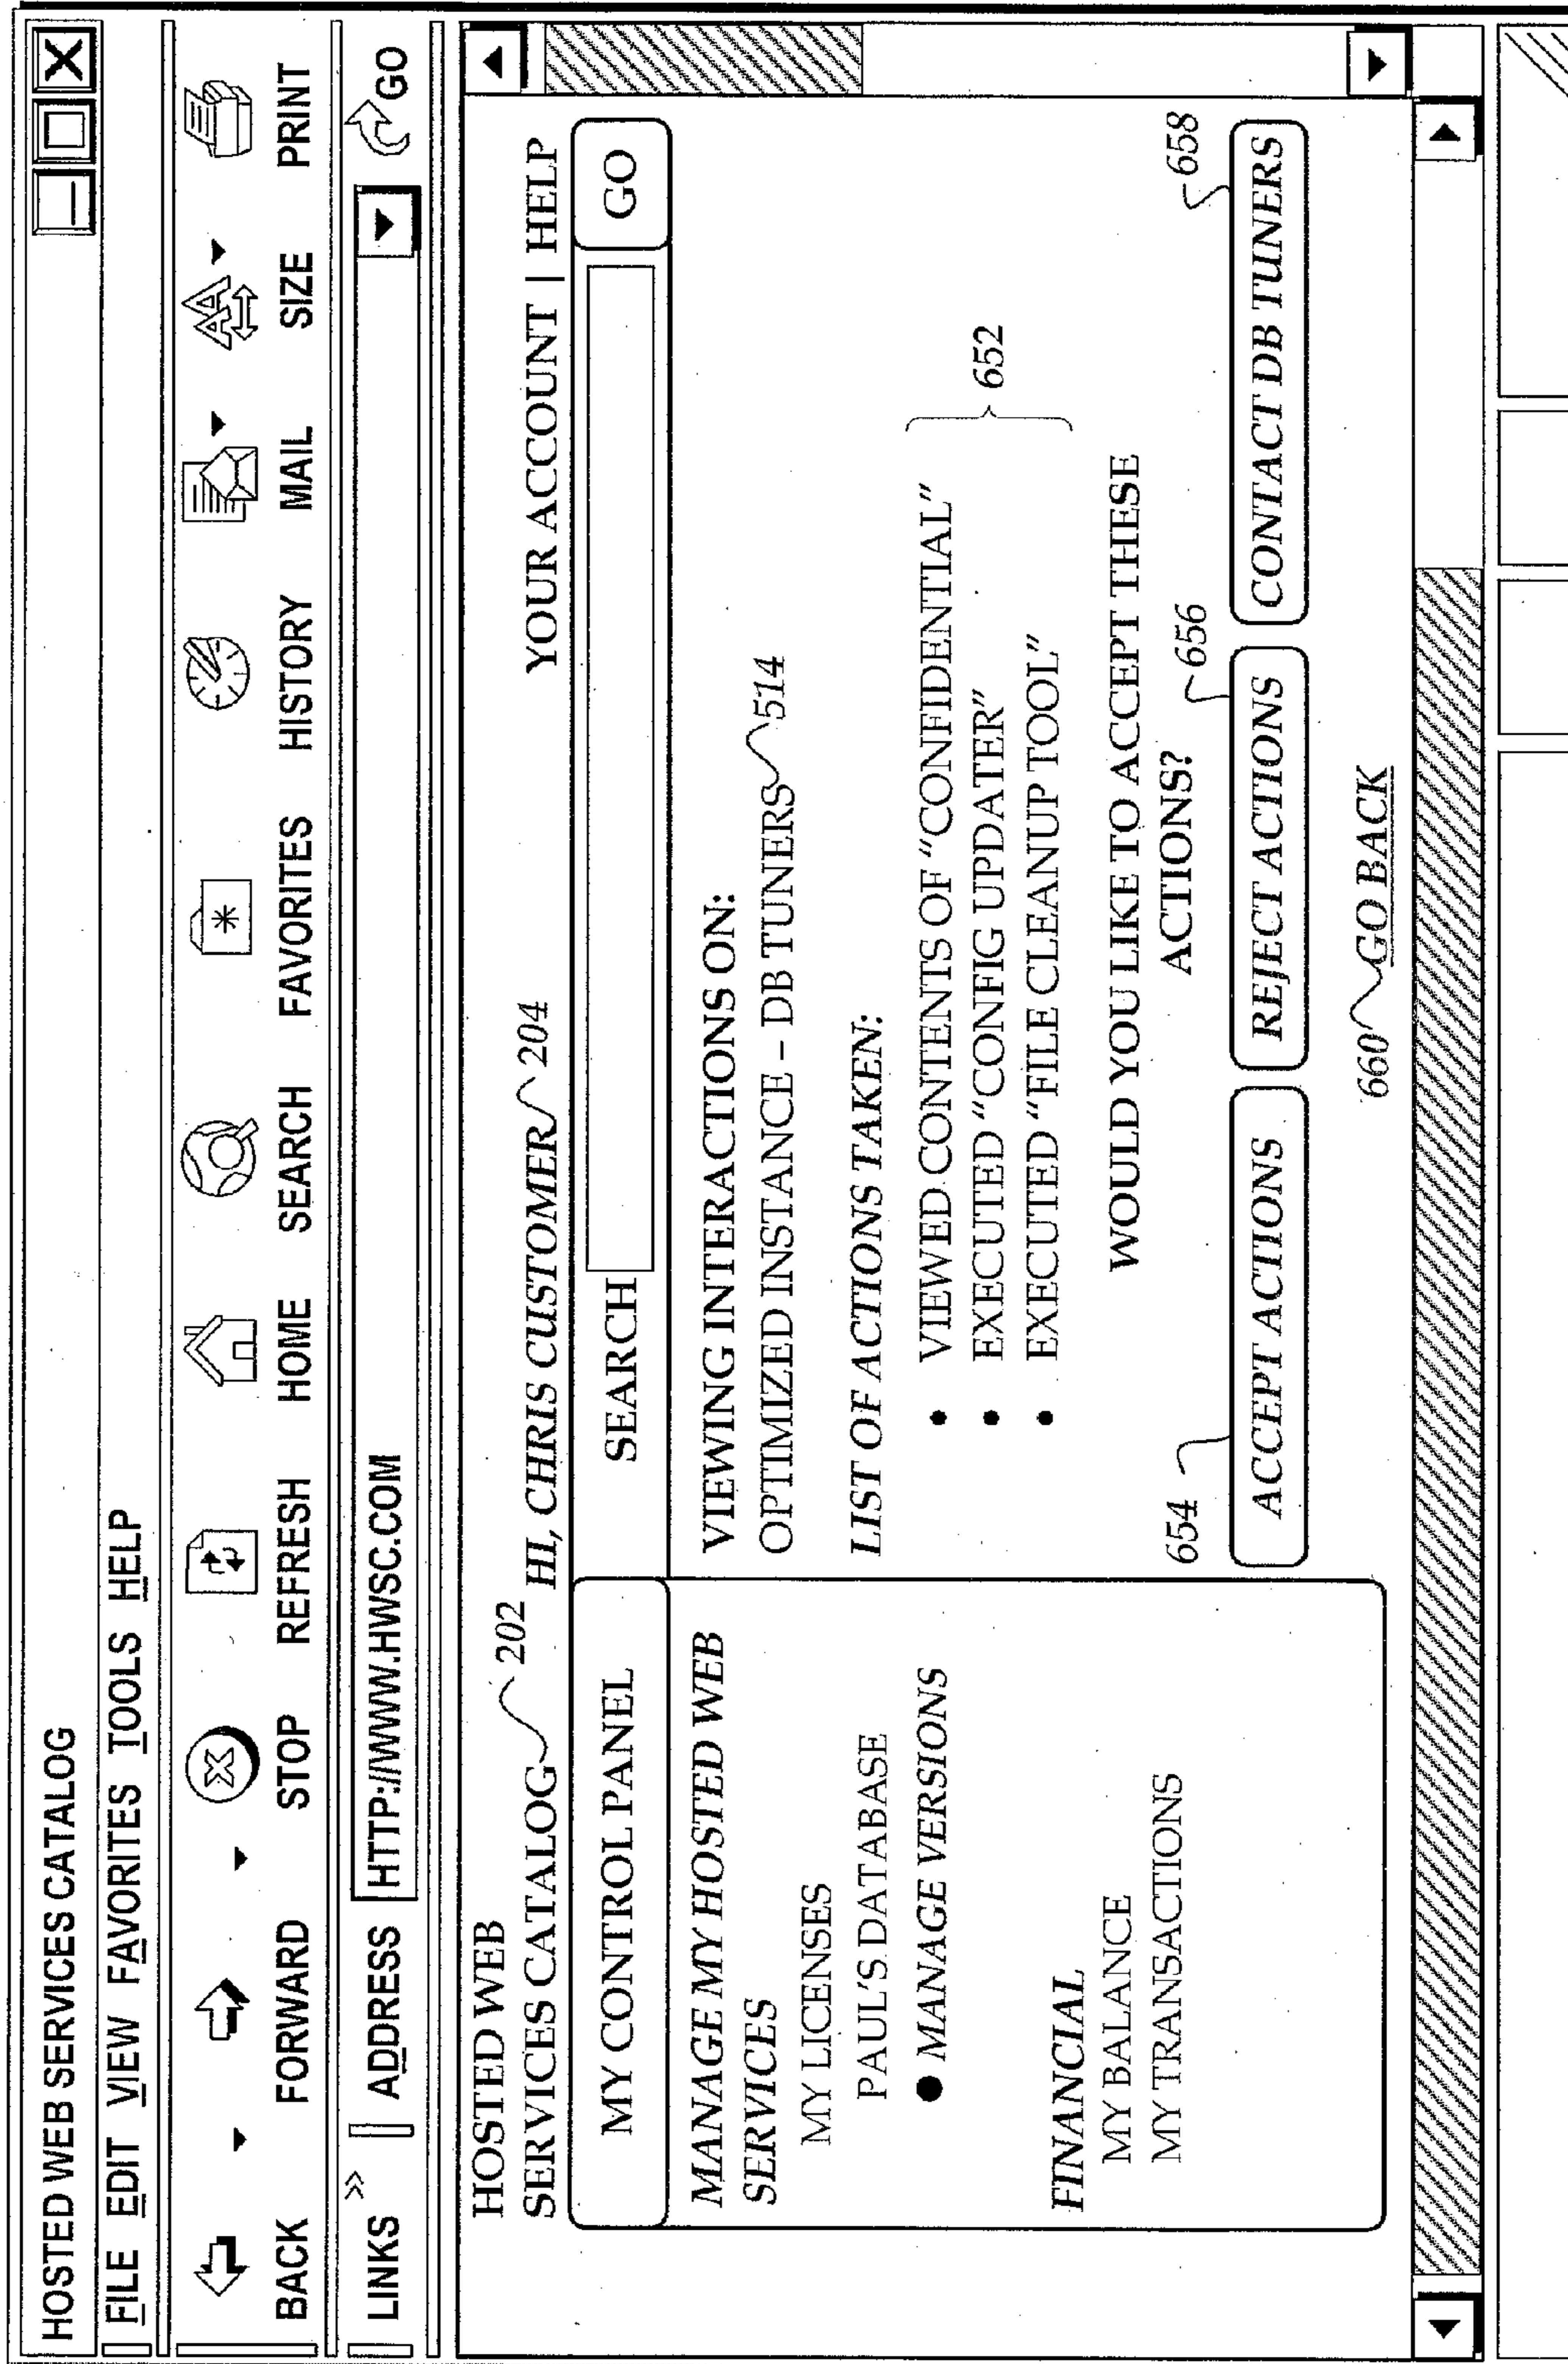 HOSTED WEB SERVICES CATALOG
FILE EDIT VIEW FAVORITES TOOLS HELP
BACK FORWARD STOP REFRESH HOME SEARCH FAVORITES HISTORY MAIL SIZE PRINT
LINKS » ADDRESS HTTP://WWW.HWSC.COM GO
HOSTED WEB
SERVICES CATALOG 202 HI, CHRIS CUSTOMER 204 YOUR ACCOUNT | HELP
MY CONTROL PANEL
SEARCH GO
MANAGE MY HOSTED WEB
SERVICES
MY LICENSES
PAUL'S DATABASE
● MANAGE VERSIONS
FINANCIAL
MY BALANCE
MY TRANSACTIONS
VIEWING INTERACTIONS ON:
OPTIMIZED INSTANCE – DB TUNERS 514
LIST OF ACTIONS TAKEN:
• VIEWED CONTENTS OF "CONFIDENTIAL"
• EXECUTED "CONFIG UPDATER"
• EXECUTED "FILE CLEANUP TOOL"
652
WOULD YOU LIKE TO ACCEPT THESE
ACTIONS?
654 656 658
ACCEPT ACTIONS REJECT ACTIONS CONTACT DB TUNERS
660 GO BACK